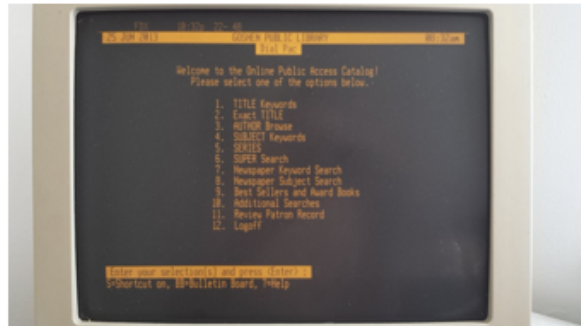 25 JUN 2013 GOSHEN PUBLIC LIBRARY 08:32am
Dial Pac
Welcome to the Online Public Access Catalog!
Please select one of the options below.
1. TITLE Keywords
2. Exact TITLE
3. AUTHOR Browse
4. SUBJECT Keywords
5. SERIES
6. SUPER Search
7. Newspaper Keyword Search
8. Newspaper Subject Search
9. Best Sellers and Award Books
10. Additional Searches
11. Review Patron Record
12. Logoff
Enter your selection(s) and press <Enter> :
S=Shortcut on, BB=Bulletin Board, ?=Help